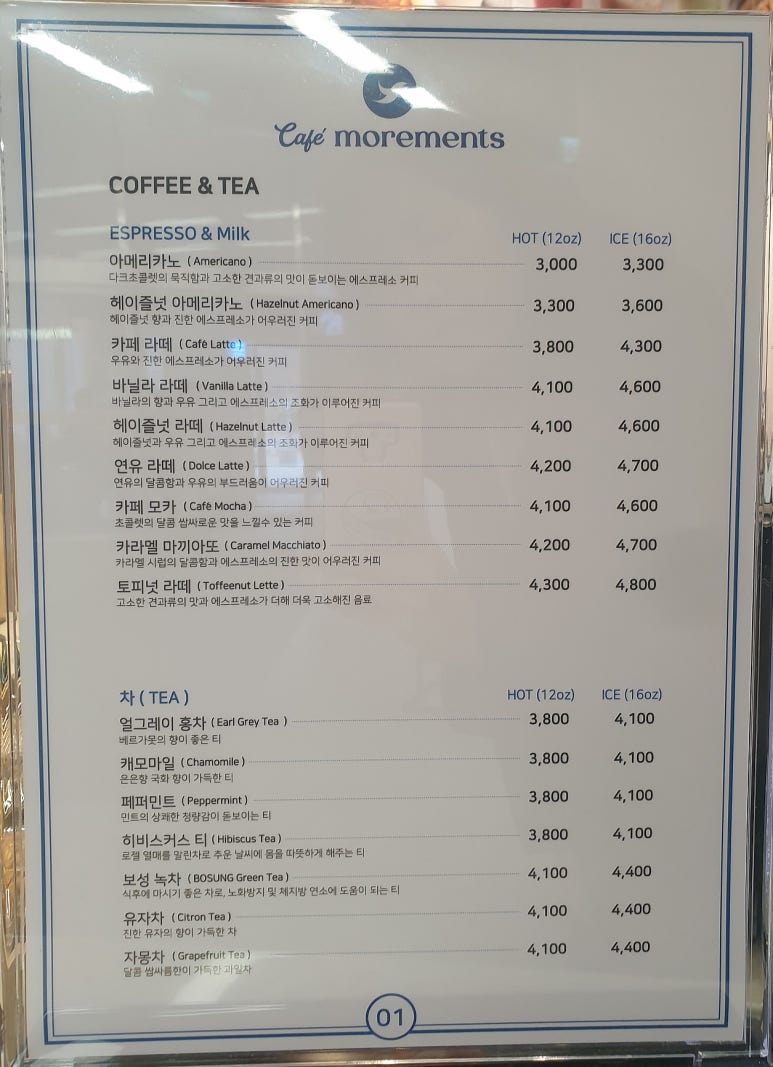 Café morements
COFFEE & TEA
ESPRESSO & Milk HOT (12oz) ICE (16oz)
아메리카노 ( Americano ) 3,000 3,300
다크초콜렛의 묵직함과 고소한 견과류의 맛이 돋보이는 에스프레소 커피
헤이즐넛 아메리카노 ( Hazelnut Americano ) 3,300 3,600
헤이즐넛 향과 진한 에스프레소가 어우러진 커피
카페 라떼 ( Café Latte ) 3,800 4,300
우유와 진한 에스프레소가 어우러진 커피
바닐라 라떼 ( Vanilla Latte ) 4,100 4,600
바닐라의 향과 우유 그리고 에스프레소의 조화가 이루어진 커피
헤이즐넛 라떼 ( Hazelnut Latte ) 4,100 4,600
헤이즐넛과 우유 그리고 에스프레소의 조화가 이루어진 커피
연유 라떼 ( Dolce Latte ) 4,200 4,700
연유의 달콤함과 우유의 부드러움이 어우러진 커피
카페 모카 ( Café Mocha ) 4,100 4,600
초콜렛의 달콤 쌉싸로운 맛을 느낄수 있는 커피
카라멜 마끼아또 ( Caramel Macchiato ) 4,200 4,700
카라멜 시럽의 달콤함과 에스프레소의 진한 맛이 어우러진 커피
토피넛 라떼 ( Toffeenut Lette ) 4,300 4,800
고소한 견과류의 맛과 에스프레소가 더해 더욱 고소해진 음료
차 ( TEA ) HOT (12oz) ICE (16oz)
얼그레이 홍차 ( Earl Grey Tea ) 3,800 4,100
베르가못의 향이 좋은 티
캐모마일 ( Chamomile ) 3,800 4,100
은은향 국화 향이 가득한 티
페퍼민트 ( Peppermint ) 3,800 4,100
민트의 상쾌한 청량감이 돋보이는 티
히비스커스 티 ( Hibiscus Tea ) 3,800 4,100
로젤 열매를 말린차로 추운 날씨에 몸을 따뜻하게 해주는 티
보성 녹차 ( BOSUNG Green Tea ) 4,100 4,400
식후에 마시기 좋은 차로, 노화방지 및 체지방 연소에 도움이 되는 티
유자차 ( Citron Tea ) 4,100 4,400
진한 유자의 향이 가득한 차
자몽차 ( Grapefruit Tea ) 4,100 4,400
달콤 쌉싸름한이 가득한 과일차
01